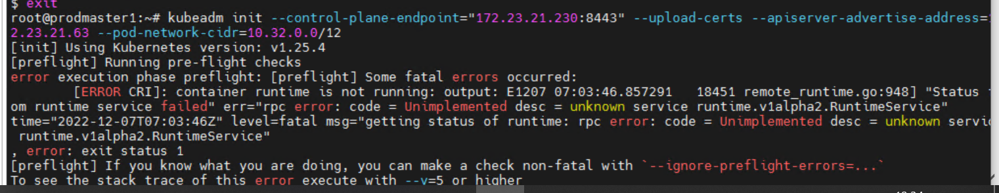 $ exit
root@prodmaster1:~# kubeadm init --control-plane-endpoint="172.23.21.230:8443" --upload-certs --apiserver-advertise-address=
2.23.21.63 --pod-network-cidr=10.32.0.0/12
[init] Using Kubernetes version: v1.25.4
[preflight] Running pre-flight checks
error execution phase preflight: [preflight] Some fatal errors occurred:
        [ERROR CRI]: container runtime is not running: output: E1207 07:03:46.857291   18451 remote_runtime.go:948] "Status
om runtime service failed" err="rpc error: code = Unimplemented desc = unknown service runtime.v1alpha2.RuntimeService"
time="2022-12-07T07:03:46Z" level=fatal msg="getting status of runtime: rpc error: code = Unimplemented desc = unknown
 runtime.v1alpha2.RuntimeService"
, error: exit status 1
[preflight] If you know what you are doing, you can make a check non-fatal with `--ignore-preflight-errors=...`
To see the stack trace of this error execute with --v=5 or higher